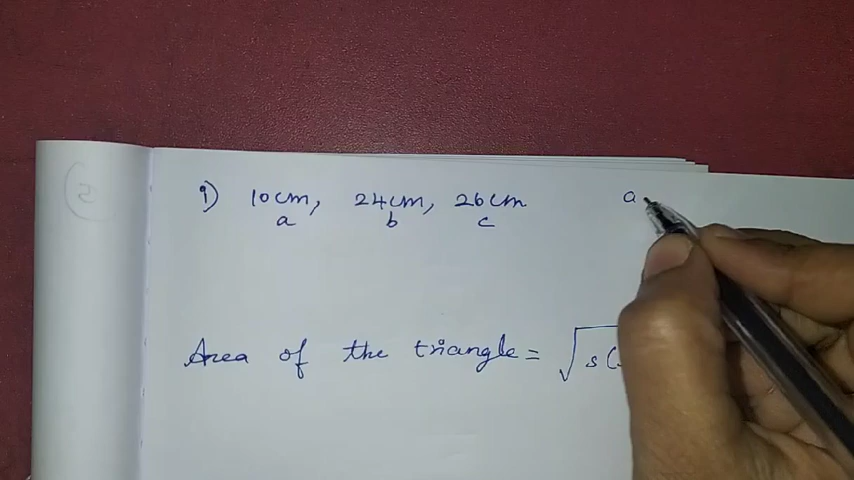 i) 10cm, 24cm, 26cm a
a b c
Area of the triangle = √s(